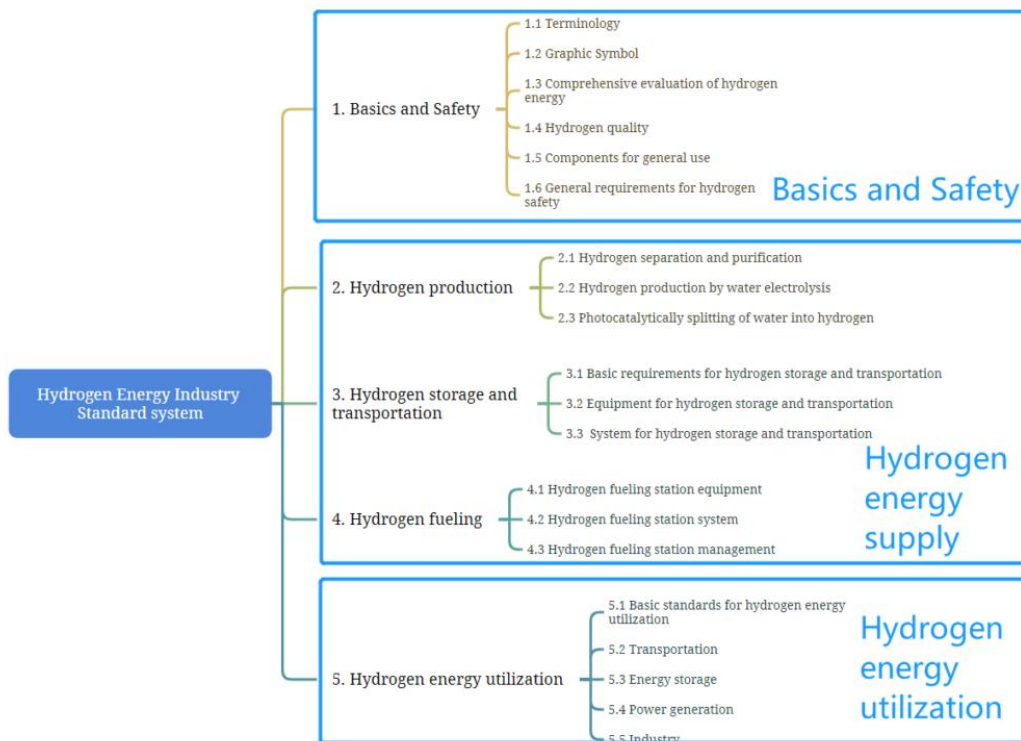 Hydrogen Energy Industry
Standard system
1. Basics and Safety
1.1 Terminology
1.2 Graphic Symbol
1.3 Comprehensive evaluation of hydrogen
energy
1.4 Hydrogen quality
1.5 Components for general use
1.6 General requirements for hydrogen
safety
Basics and Safety
2. Hydrogen production
2.1 Hydrogen separation and purification
2.2 Hydrogen production by water electrolysis
2.3 Photocatalytically splitting of water into hydrogen
3. Hydrogen storage and
transportation
3.1 Basic requirements for hydrogen storage and transportation
3.2 Equipment for hydrogen storage and transportation
3.3 System for hydrogen storage and transportation
4. Hydrogen fueling
4.1 Hydrogen fueling station equipment
4.2 Hydrogen fueling station system
4.3 Hydrogen fueling station management
Hydrogen
energy
supply
5. Hydrogen energy utilization
5.1 Basic standards for hydrogen energy
utilization
5.2 Transportation
5.3 Energy storage
5.4 Power generation
5.5 Industry
Hydrogen
energy
utilization